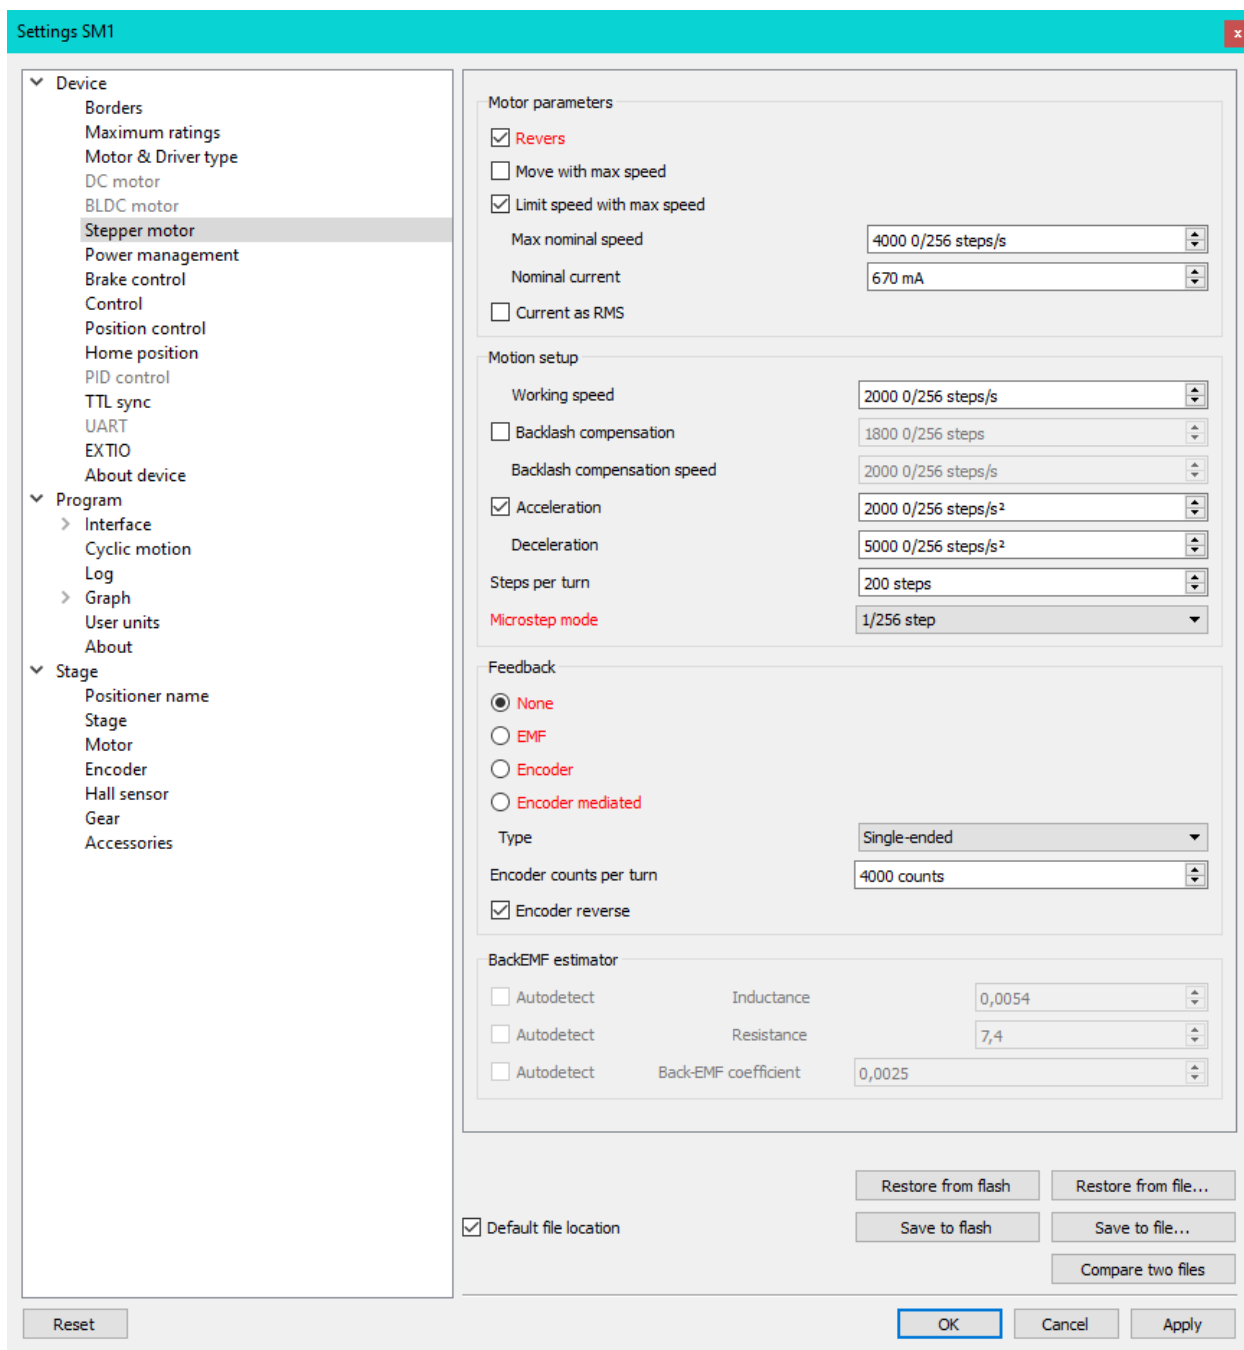 Settings SM1
x
Device
Borders
Maximum ratings
Motor & Driver type
DC motor
BLDC motor
Stepper motor
Power management
Brake control
Control
Position control
Home position
PID control
TTL sync
UART
EXTIO
About device
Program
Interface
Cyclic motion
Log
Graph
User units
About
Stage
Positioner name
Stage
Motor
Encoder
Hall sensor
Gear
Accessories
Motor parameters
Revers
Move with max speed
Limit speed with max speed
Max nominal speed 4000 0/256 steps/s
Nominal current 670 mA
Current as RMS
Motion setup
Working speed 2000 0/256 steps/s
Backlash compensation 1800 0/256 steps
Backlash compensation speed 2000 0/256 steps/s
Acceleration 2000 0/256 steps/s²
Deceleration 5000 0/256 steps/s²
Steps per turn 200 steps
Microstep mode 1/256 step
Feedback
None
EMF
Encoder
Encoder mediated
Type Single-ended
Encoder counts per turn 4000 counts
Encoder reverse
BackEMF estimator
Autodetect Inductance 0,0054
Autodetect Resistance 7,4
Autodetect Back-EMF coefficient 0,0025
Restore from flash Restore from file...
Default file location Save to flash Save to file...
Compare two files
Reset OK Cancel Apply